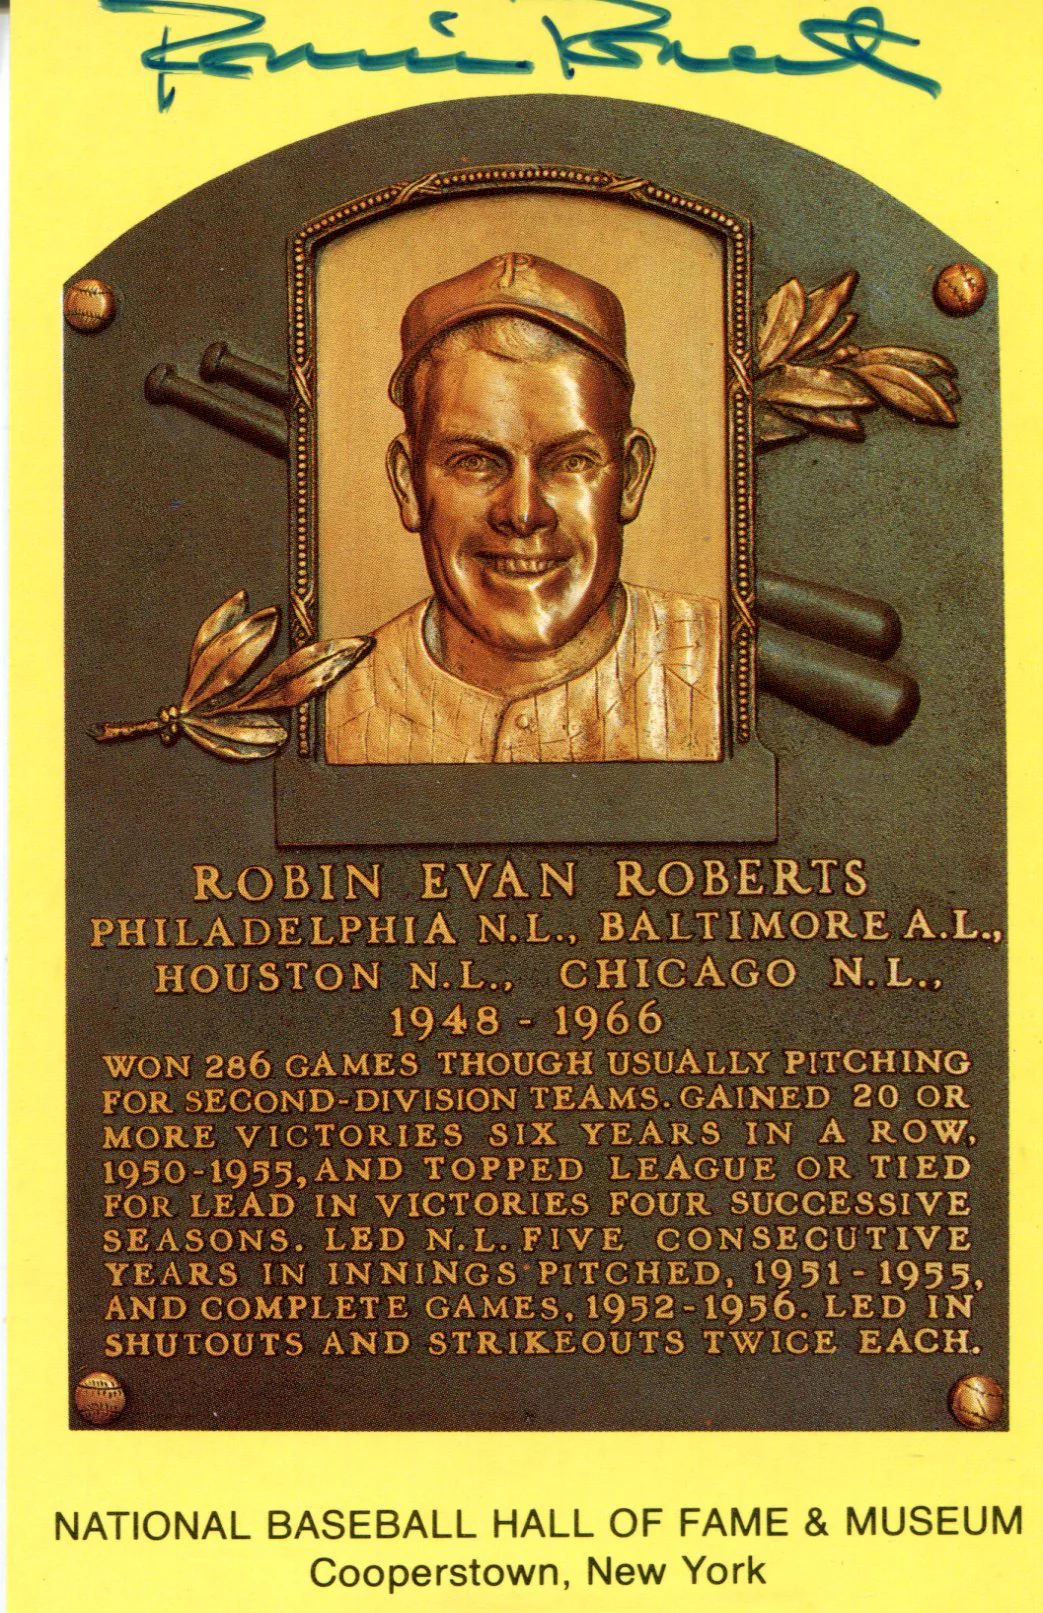 Robin Roberts
P
ROBIN EVAN ROBERTS
PHILADELPHIA N.L., BALTIMORE A.L.,
HOUSTON N.L., CHICAGO N.L.,
1948 - 1966
WON 286 GAMES THOUGH USUALLY PITCHING
FOR SECOND-DIVISION TEAMS. GAINED 20 OR
MORE VICTORIES SIX YEARS IN A ROW,
1950-1955, AND TOPPED LEAGUE OR TIED
FOR LEAD IN VICTORIES FOUR SUCCESSIVE
SEASONS. LED N.L. FIVE CONSECUTIVE
YEARS IN INNINGS PITCHED, 1951-1955,
AND COMPLETE GAMES, 1952-1956. LED IN
SHUTOUTS AND STRIKEOUTS TWICE EACH.
NATIONAL BASEBALL HALL OF FAME & MUSEUM
Cooperstown, New York